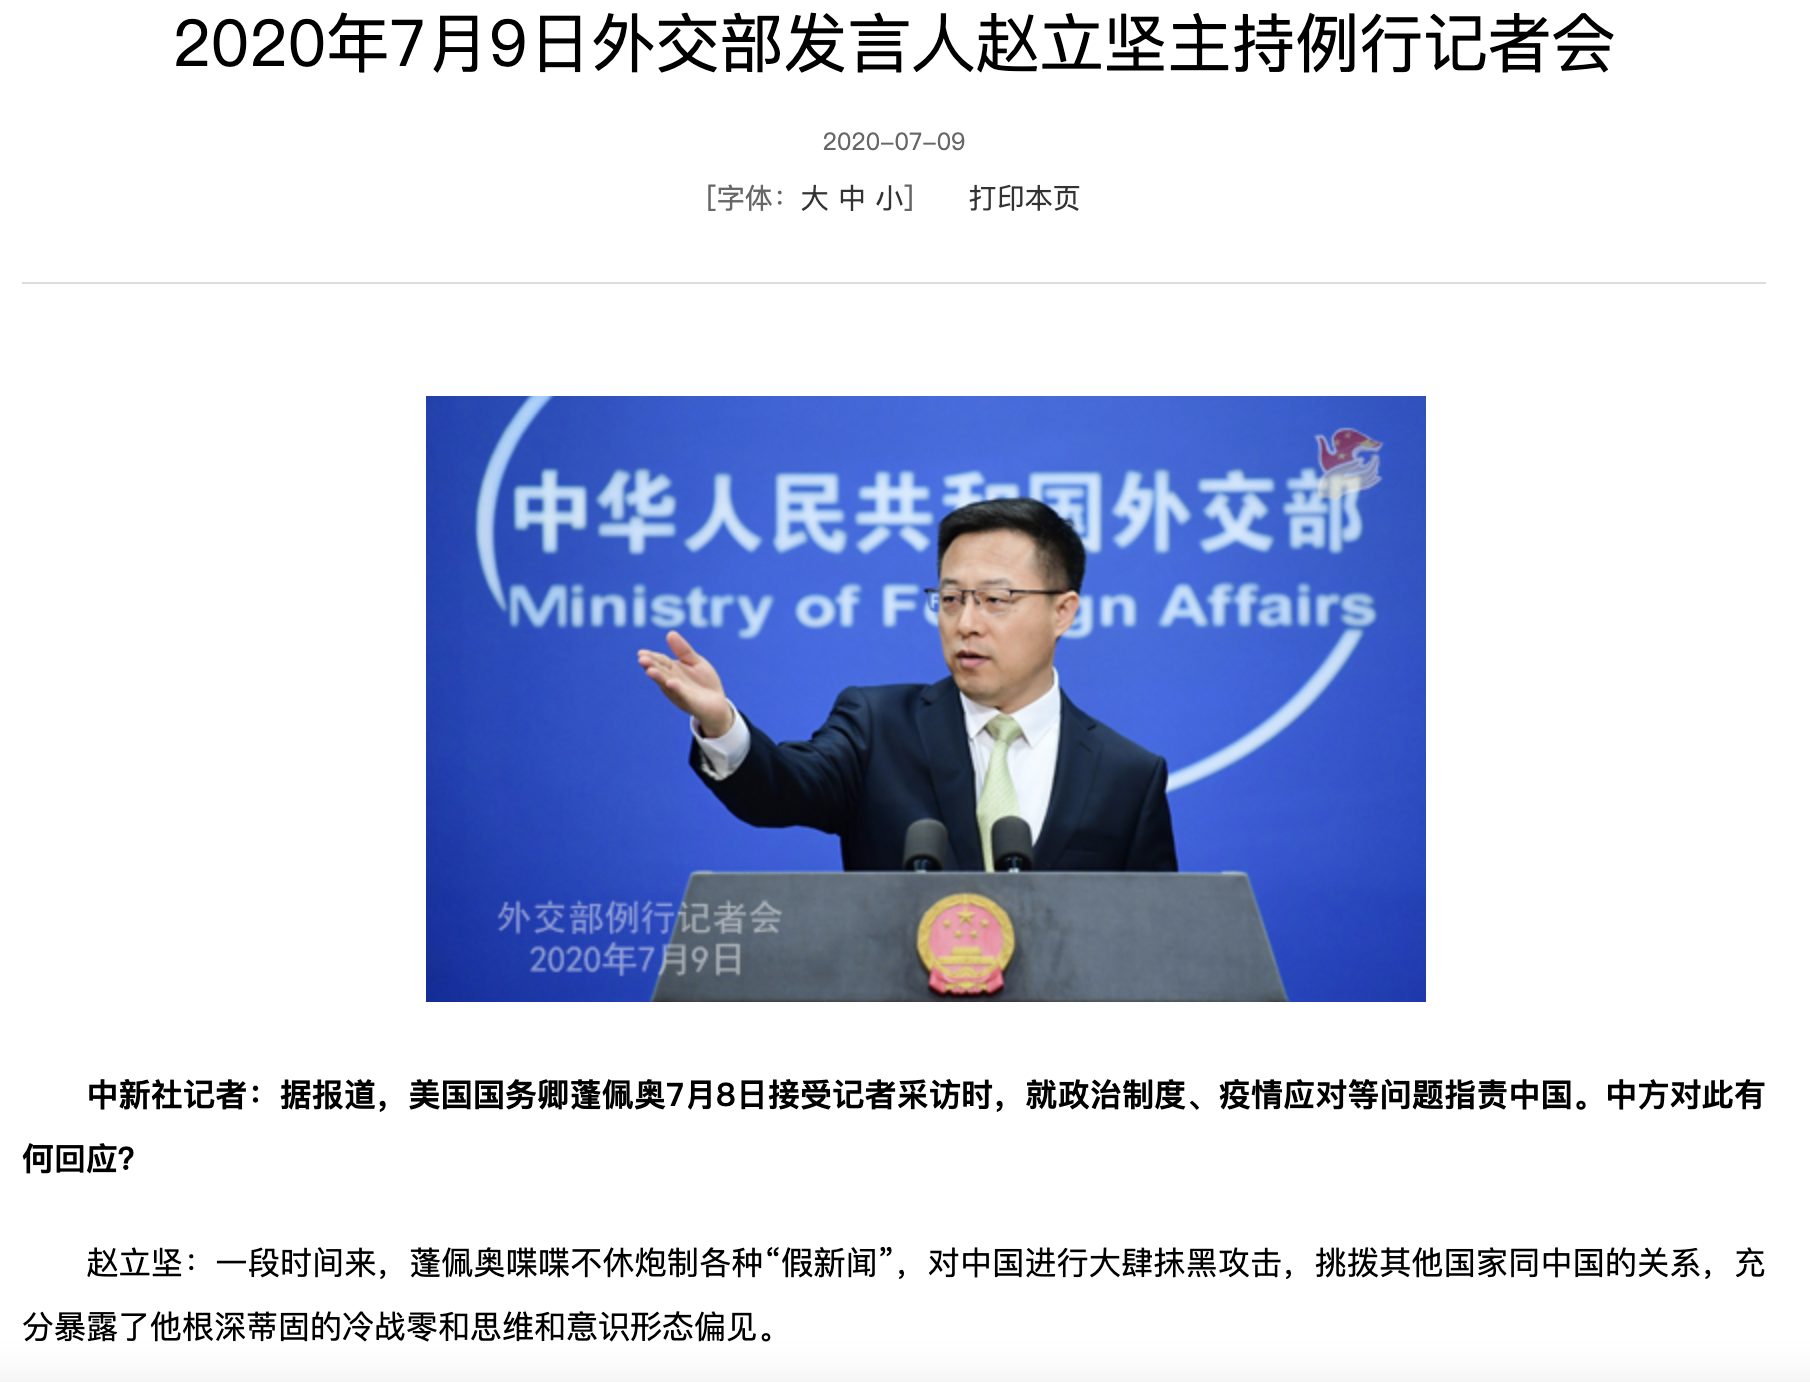 2020年7月9日外交部发言人赵立坚主持例行记者会
2020-07-09
[字体：大 中 小] 打印本页
中华人民共和国外交部
Ministry of Foreign Affairs
外交部例行记者会
2020年7月9日
中新社记者：据报道，美国国务卿蓬佩奥7月8日接受记者采访时，就政治制度、疫情应对等问题指责中国。中方对此有
何回应？
赵立坚：一段时间来，蓬佩奥喋喋不休炮制各种“假新闻”，对中国进行大肆抹黑攻击，挑拨其他国家同中国的关系，充
分暴露了他根深蒂固的冷战零和思维和意识形态偏见。